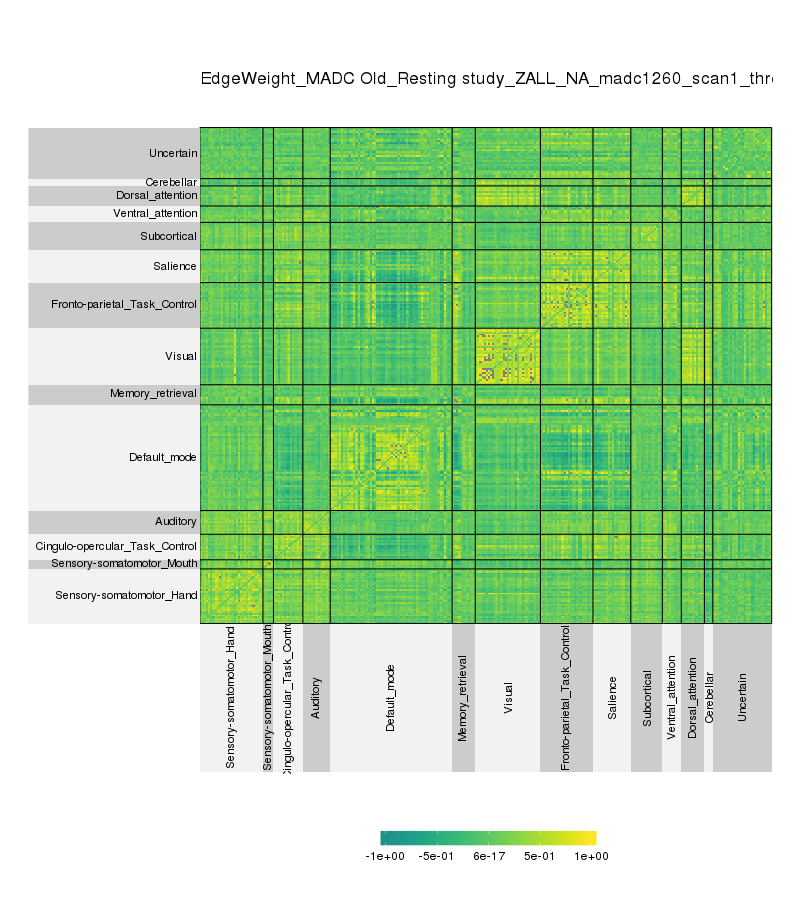 EdgeWeight_MADC Old_Resting study_ZALL_NA_madc1260_scan1_thr
Uncertain
Cerebellar
Dorsal_attention
Ventral_attention
Subcortical
Salience
Fronto-parietal_Task_Control
Visual
Memory_retrieval
Default_mode
Auditory
Cingulo-opercular_Task_Control
Sensory-somatomotor_Mouth
Sensory-somatomotor_Hand
Sensory-somatomotor_Hand
Sensory-somatomotor_Mouth
Cingulo-opercular_Task_Contro
Auditory
Default_mode
Memory_retrieval
Visual
Fronto-parietal_Task_Control
Salience
Subcortical
Ventral_attention
Dorsal_attention
Cerebellar
Uncertain
-1e+00 -5e-01 6e-17 5e-01 1e+00